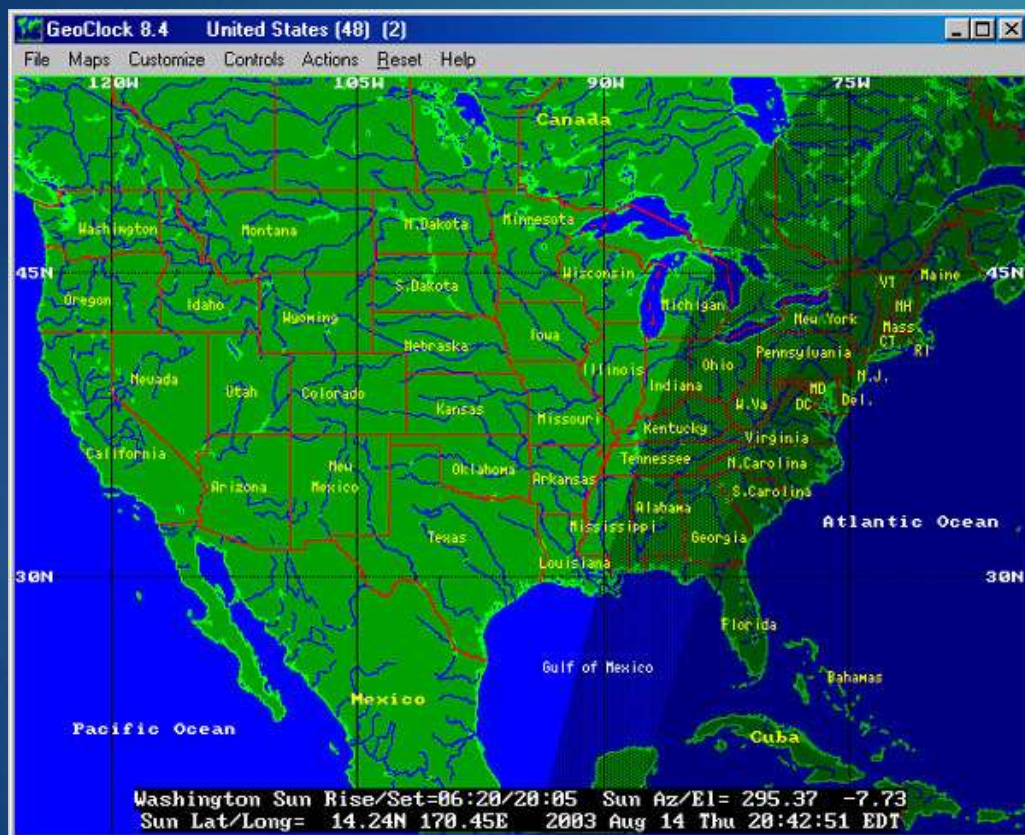 GeoClock 8.4 United States (48) (2)
File Maps Customize Controls Actions Reset Help
120W 105W 90W 75W
Canada
Washington Montana N.Dakota Minnesota
45N Wisconsin VT Maine 45N
Oregon Idaho S.Dakota Michigan NH
Wyoming Iowa New York Mass
Nebraska CT RI
Nevada Utah Colorado Illinois Indiana Ohio Pennsylvania N.J.
Kansas Missouri W.Va MD DC Del.
California Kentucky Virginia
Arizona New Mexico Oklahoma Arkansas Tennessee N.Carolina
S.Carolina
Texas Mississippi Alabama Georgia Atlantic Ocean
Louisiana
30N 30N
Florida
Gulf of Mexico Bahamas
Mexico
Pacific Ocean Cuba
Washington Sun Rise/Set=06:20/20:05 Sun Az/El= 295.37 -7.73
Sun Lat/Long= 14.24N 170.45E 2003 Aug 14 Thu 20:42:51 EDT